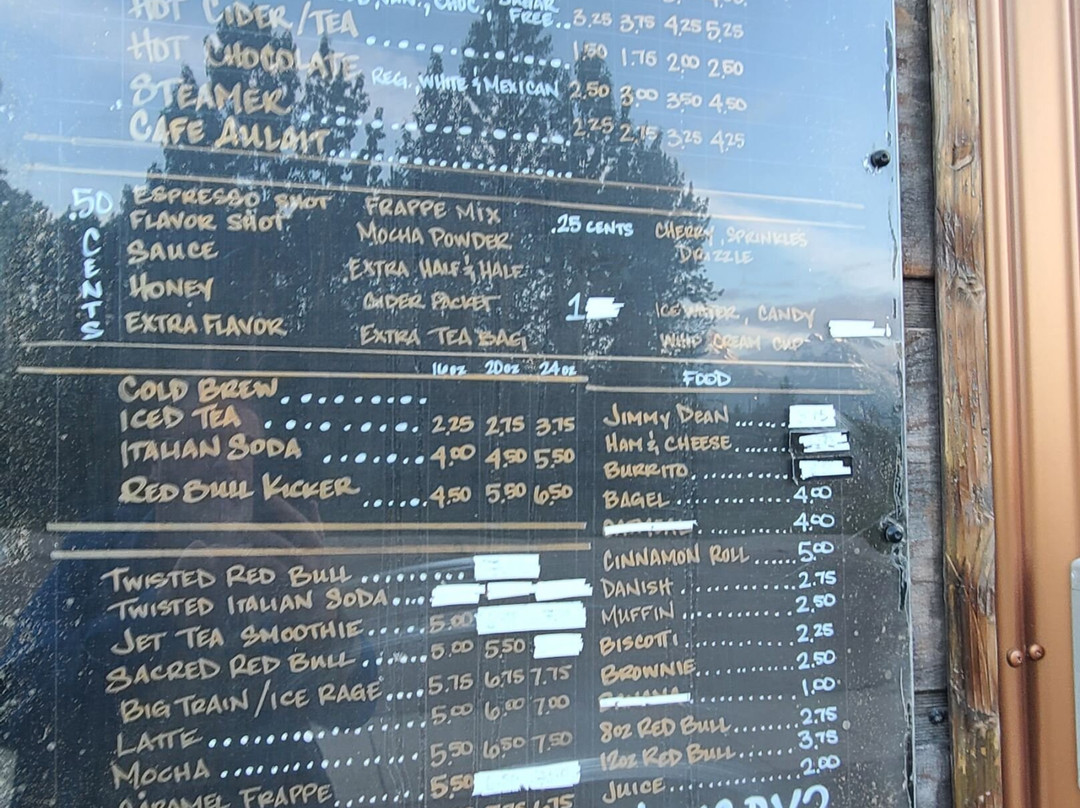 FREE.. 3.25 3.75 4.25 5.25
HOT CIDER/TEA 1.50 1.75 2.00 2.50
HOT CHOCOLATE REG., WHITE & MEXICAN 2.50 3.00 3.50 4.50
STEAMER 2.25 2.75 3.25 4.25
CAFE AU LAIT
.50 CENTS
ESPRESSO SHOT
FLAVOR SHOT
SAUCE
HONEY
EXTRA FLAVOR
FRAPPE MIX
MOCHA POWDER
EXTRA HALF & HALF
CIDER PACKET
EXTRA TEA BAG
.25 CENTS CHERRY, SPRINKLES
DRIZZLE
1 ICE WATER, CANDY
WHIP CREAM CUP
16oz 20oz 24oz
COLD BREW
ICED TEA 2.25 2.75 3.75
ITALIAN SODA 4.00 4.50 5.50
RED BULL KICKER 4.50 5.50 6.50
TWISTED RED BULL
TWISTED ITALIAN SODA
JET TEA SMOOTHIE 5.00
SACRED RED BULL 5.00 5.50
BIG TRAIN/ICE RAGE 5.75 6.75 7.75
LATTE 5.00 6.00 7.00
MOCHA 5.50 6.50 7.50
CARAMEL FRAPPE 5.50
FOOD
JIMMY DEAN
HAM & CHEESE
BURRITO
BAGEL 4.00
4.00
CINNAMON ROLL 5.00
DANISH 2.75
MUFFIN 2.50
BISCOTTI 2.25
BROWNIE 2.50
1.00
8oz RED BULL 2.75
12oz RED BULL 3.75
JUICE 2.00